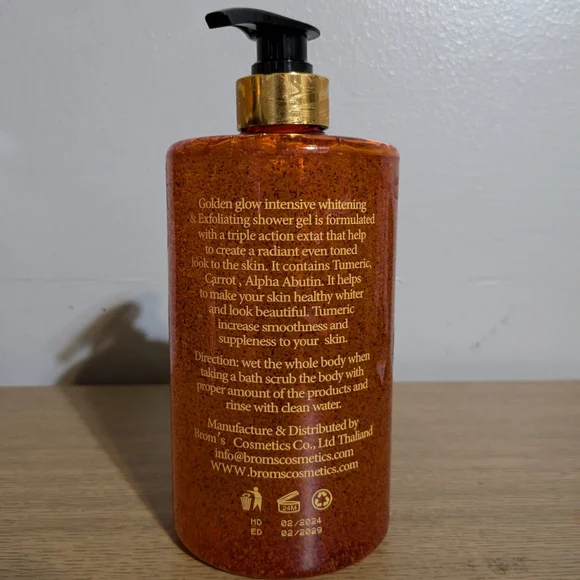 Golden glow intensive whitening
& Exfoliating shower gel is formulated
with a triple action extat that help
to create a radiant even toned
look to the skin. It contains Tumeric,
Carrot , Alpha Abutin. It helps
to make your skin healthy whiter
and look beautiful. Tumeric
increase smoothness and
suppleness to your skin.
Direction: wet the whole body when
taking a bath scrub the body with
proper amount of the products and
rinse with clean water.
Manufacture & Distributed by
Brom's Cosmetics Co., Ltd Thaliand
info@bromscosmetics.com
WWW.bromscosmetics.com
24M
MD 02/2024
ED 02/2029